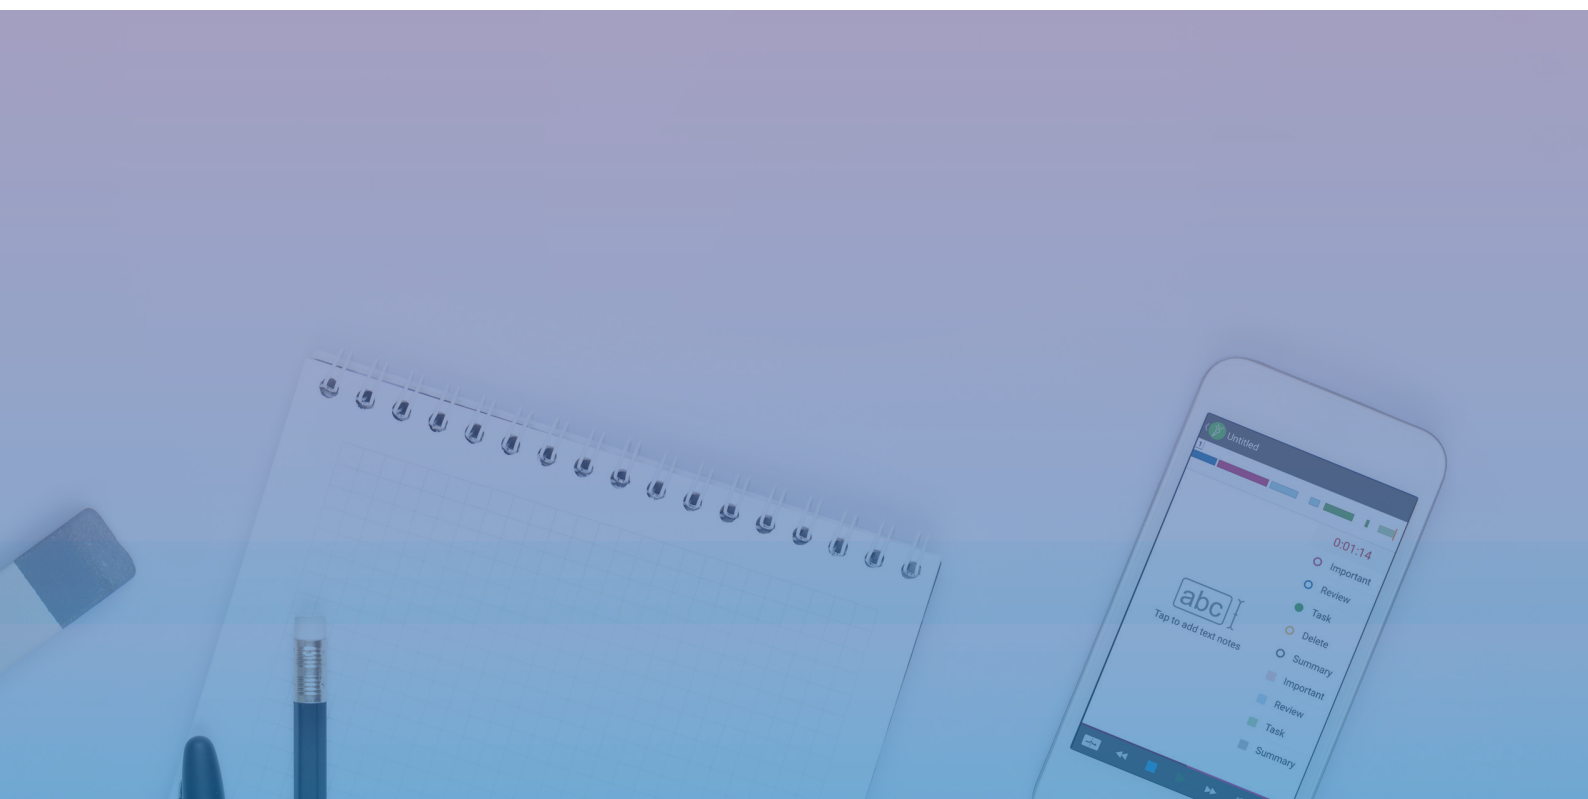 Untitled
1
0:01:14
Important
Review
Task
Delete
Summary
Important
Review
Task
Summary
abc
Tap to add text notes